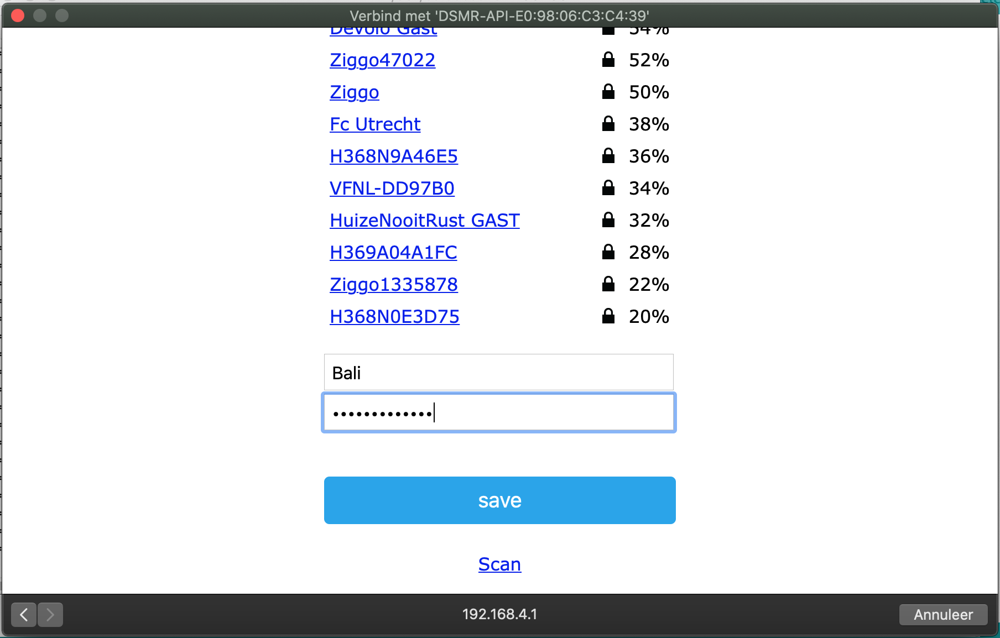 Verbind met 'DSMR-API-E0:98:06:C3:C4:39'
Devolo Gast 54%
Ziggo47022 52%
Ziggo 50%
Fc Utrecht 38%
H368N9A46E5 36%
VFNL-DD97B0 34%
HuizeNooitRust GAST 32%
H369A04A1FC 28%
Ziggo1335878 22%
H368N0E3D75 20%
Bali
•••••••••••••
save
Scan
192.168.4.1
Annuleer